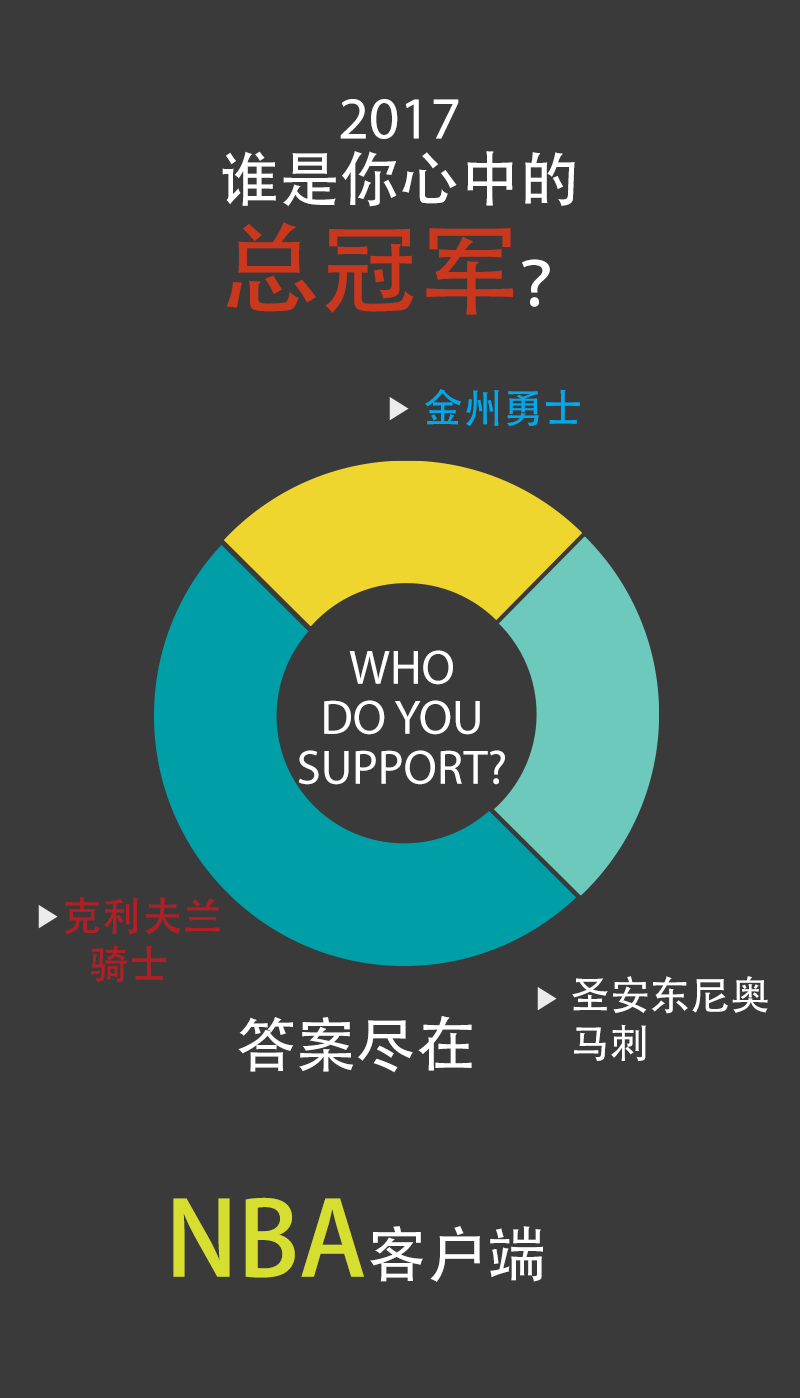 2017
谁是你心中的
总冠军?
金州勇士
WHO
DO YOU
SUPPORT?
克利夫兰
骑士
圣安东尼奥
马刺
答案尽在
NBA客户端